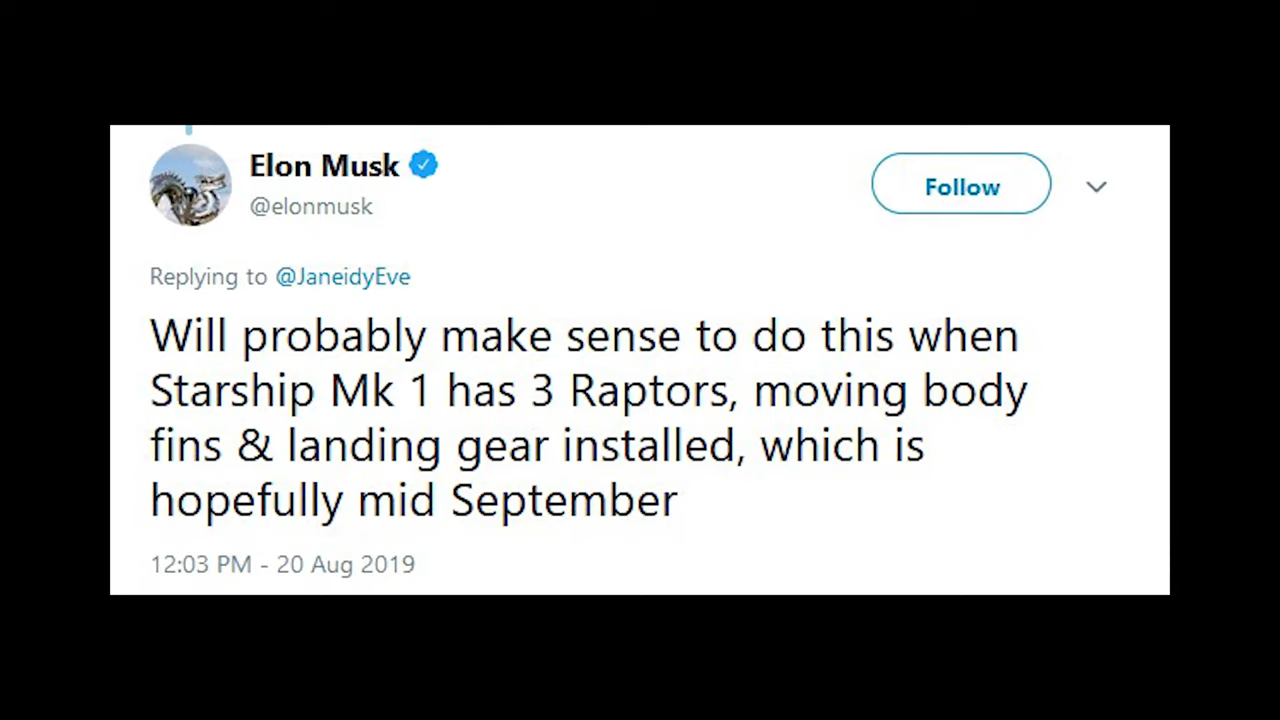 Elon Musk
@elonmusk
Follow
Replying to @JaneidyEve
Will probably make sense to do this when
Starship Mk 1 has 3 Raptors, moving body
fins & landing gear installed, which is
hopefully mid September
12:03 PM - 20 Aug 2019